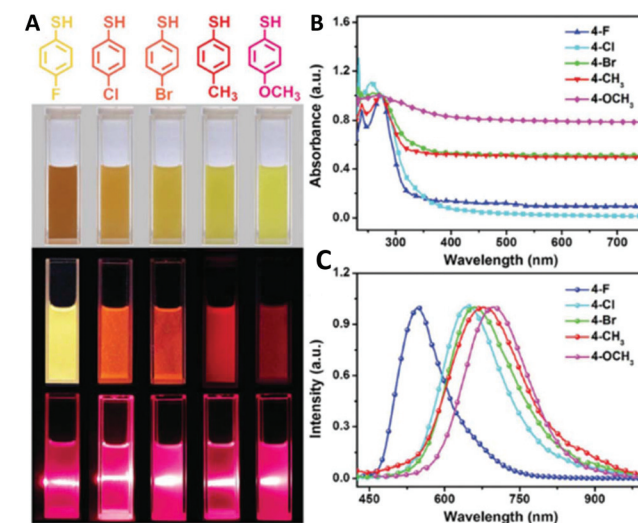 A
SH SH SH SH SH
F Cl Br CH₃ OCH₃
B
Absorbance (a.u.)
1.6
1.2
0.8
0.4
0.0
300 400 500 600 700
Wavelength (nm)
4-F
4-Cl
4-Br
4-CH₃
4-OCH₃
C
Intensity (a.u.)
1.2
0.9
0.6
0.3
0.0
450 600 750 900
Wavelength (nm)
4-F
4-Cl
4-Br
4-CH₃
4-OCH₃